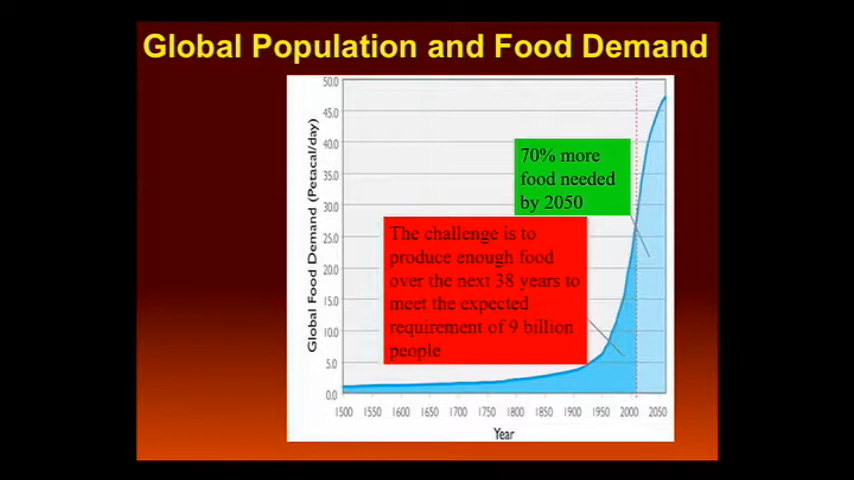 Global Population and Food Demand
50.0
45.0
40.0
35.0
30.0
25.0
20.0
15.0
10.0
5.0
0.0
Global Food Demand (Petacal/day)
70% more
food needed
by 2050
The challenge is to
produce enough food
over the next 38 years to
meet the expected
requirement of 9 billion
people
1500 1550 1600 1650 1700 1750 1800 1850 1900 1950 2000 2050
Year